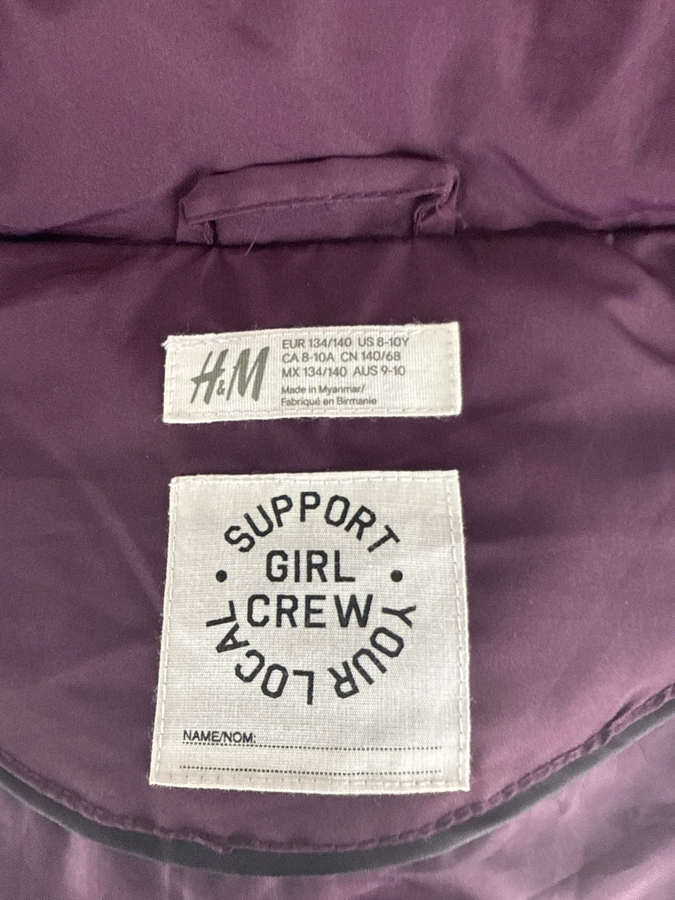 H&M
EUR 134/140 US 8-10Y
CA 8-10A CN 140/68
MX 134/140 AUS 9-10
Made in Myanmar/
Fabriqué en Birmanie
SUPPORT
GIRL
CREW
YOUR LOCAL
NAME/NOM: